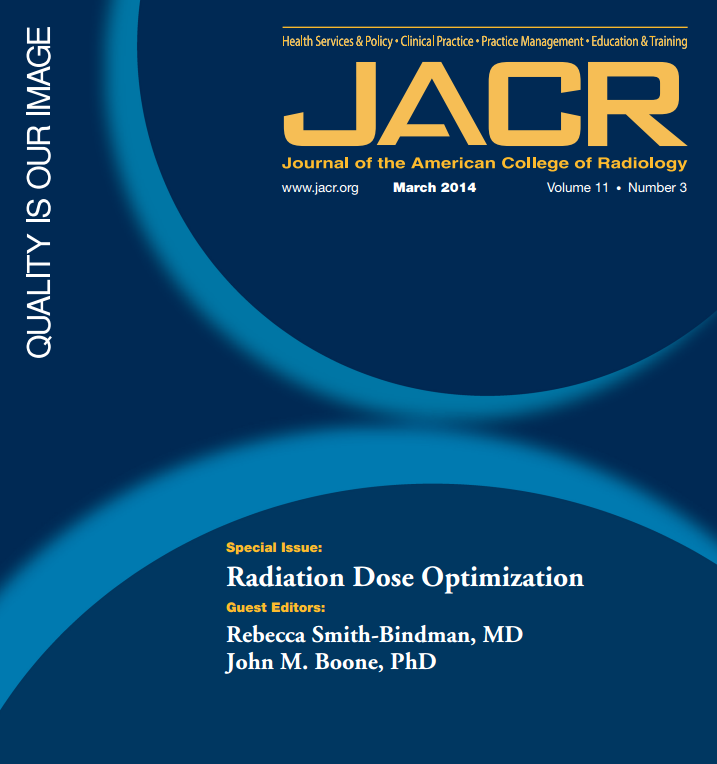 QUALITY IS OUR IMAGE
Health Services & Policy • Clinical Practice • Practice Management • Education & Training
JACR
Journal of the American College of Radiology
www.jacr.org March 2014 Volume 11 • Number 3
Special Issue:
Radiation Dose Optimization
Guest Editors:
Rebecca Smith-Bindman, MD
John M. Boone, PhD